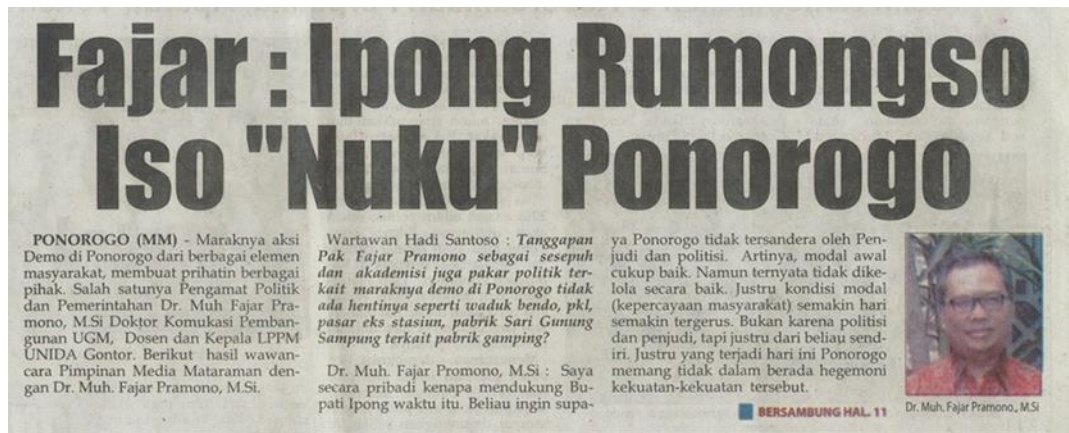 Fajar : Ipong Rumongso
Iso "Nuku" Ponorogo
PONOROGO (MM) - Maraknya aksi
Demo di Ponorogo dari berbagai elemen
masyarakat, membuat prihatin berbagai
pihak. Salah satunya Pengamat Politik
dan Pemerintahan Dr. Muh Fajar Pra-
mono, M.Si Doktor Komukasi Pemban-
gunan UGM, Dosen dan Kepala LPPM
UNIDA Gontor. Berikut hasil wawan-
cara Pimpinan Media Mataraman den-
gan Dr. Muh. Fajar Pramono, M.Si.
Wartawan Hadi Santoso : Tanggapan
Pak Fajar Pramono sebagai sesepuh
dan akademisi juga pakar politik ter-
kait maraknya demo di Ponorogo tidak
ada hentinya seperti waduk bendo, pkl,
pasar eks stasiun, pabrik Sari Gunung
Sampung terkait pabrik gamping?
Dr. Muh. Fajar Promono, M.Si : Saya
secara pribadi kenapa mendukung Bu-
pati Ipong waktu itu. Beliau ingin supa-
ya Ponorogo tidak tersandera oleh Pen-
judi dan politisi. Artinya, modal awal
cukup baik. Namun ternyata tidak dike-
lola secara baik. Justru kondisi modal
(kepercayaan masyarakat) semakin hari
semakin tergerus. Bukan karena politisi
dan penjudi, tapi justru dari beliau send-
iri. Justru yang terjadi hari ini Ponorogo
memang tidak dalam berada hegemoni
kekuatan-kekuatan tersebut.
BERSAMBUNG HAL. 11
Dr. Muh. Fajar Pramono., M.Si